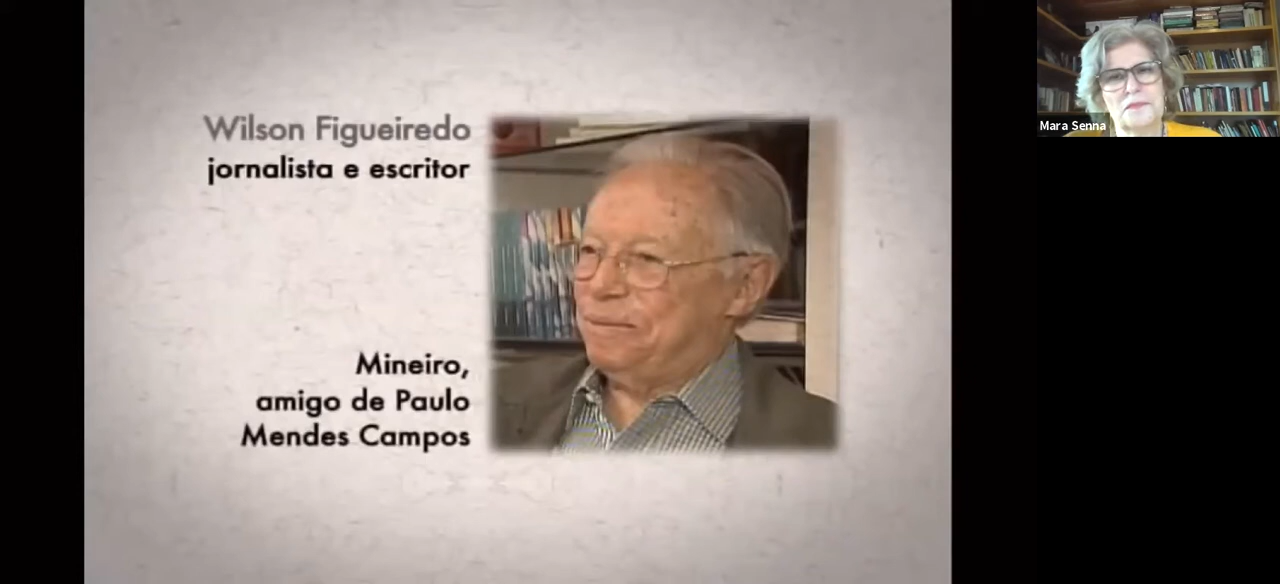 Wilson Figueiredo
jornalista e escritor
Mineiro,
amigo de Paulo
Mendes Campos
Mara Senna